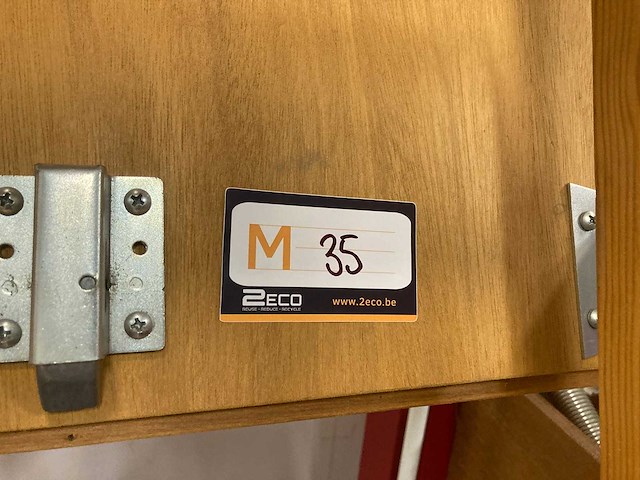 M 35
2ECO
REUSE - REDUCE - RECYCLE
www.2eco.be